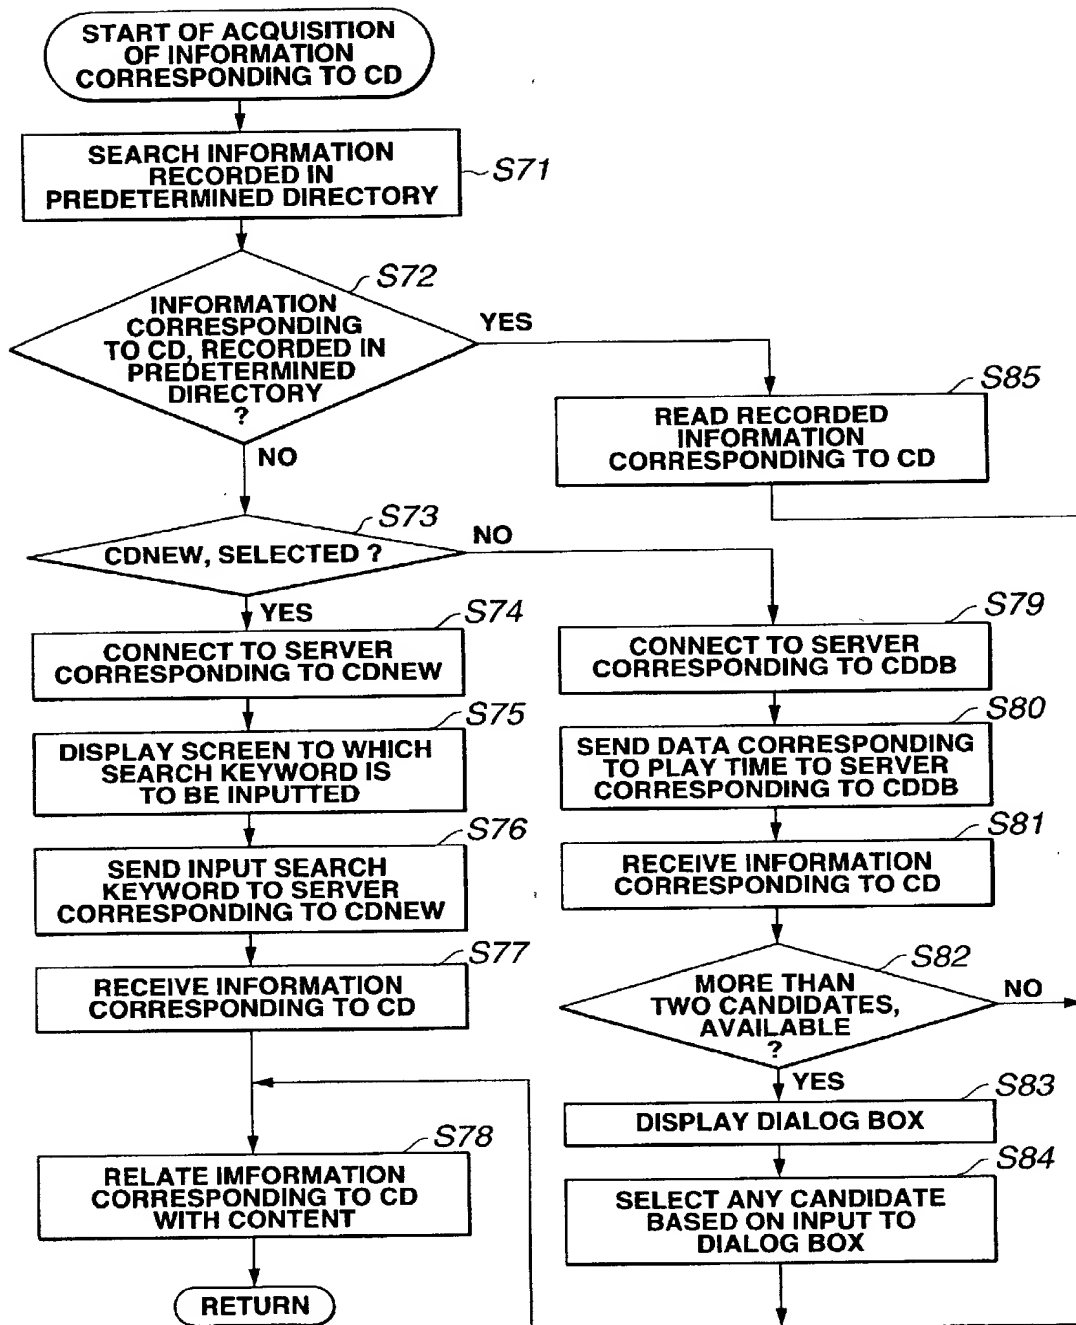 START OF ACQUISITION
OF INFORMATION
CORRESPONDING TO CD
SEARCH INFORMATION
RECORDED IN
PREDETERMINED DIRECTORY
S71
S72
INFORMATION
CORRESPONDING
TO CD, RECORDED IN
PREDETERMINED
DIRECTORY
?
YES
NO
S85
READ RECORDED
INFORMATION
CORRESPONDING TO CD
S73
CDNEW, SELECTED ?
NO
YES
S74
CONNECT TO SERVER
CORRESPONDING TO CDNEW
S75
DISPLAY SCREEN TO WHICH
SEARCH KEYWORD IS
TO BE INPUTTED
S76
SEND INPUT SEARCH
KEYWORD TO SERVER
CORRESPONDING TO CDNEW
S77
RECEIVE INFORMATION
CORRESPONDING TO CD
S78
RELATE IMFORMATION
CORRESPONDING TO CD
WITH CONTENT
RETURN
S79
CONNECT TO SERVER
CORRESPONDING TO CDDB
S80
SEND DATA CORRESPONDING
TO PLAY TIME TO SERVER
CORRESPONDING TO CDDB
S81
RECEIVE INFORMATION
CORRESPONDING TO CD
S82
MORE THAN
TWO CANDIDATES,
AVAILABLE
?
NO
YES
S83
DISPLAY DIALOG BOX
S84
SELECT ANY CANDIDATE
BASED ON INPUT TO
DIALOG BOX